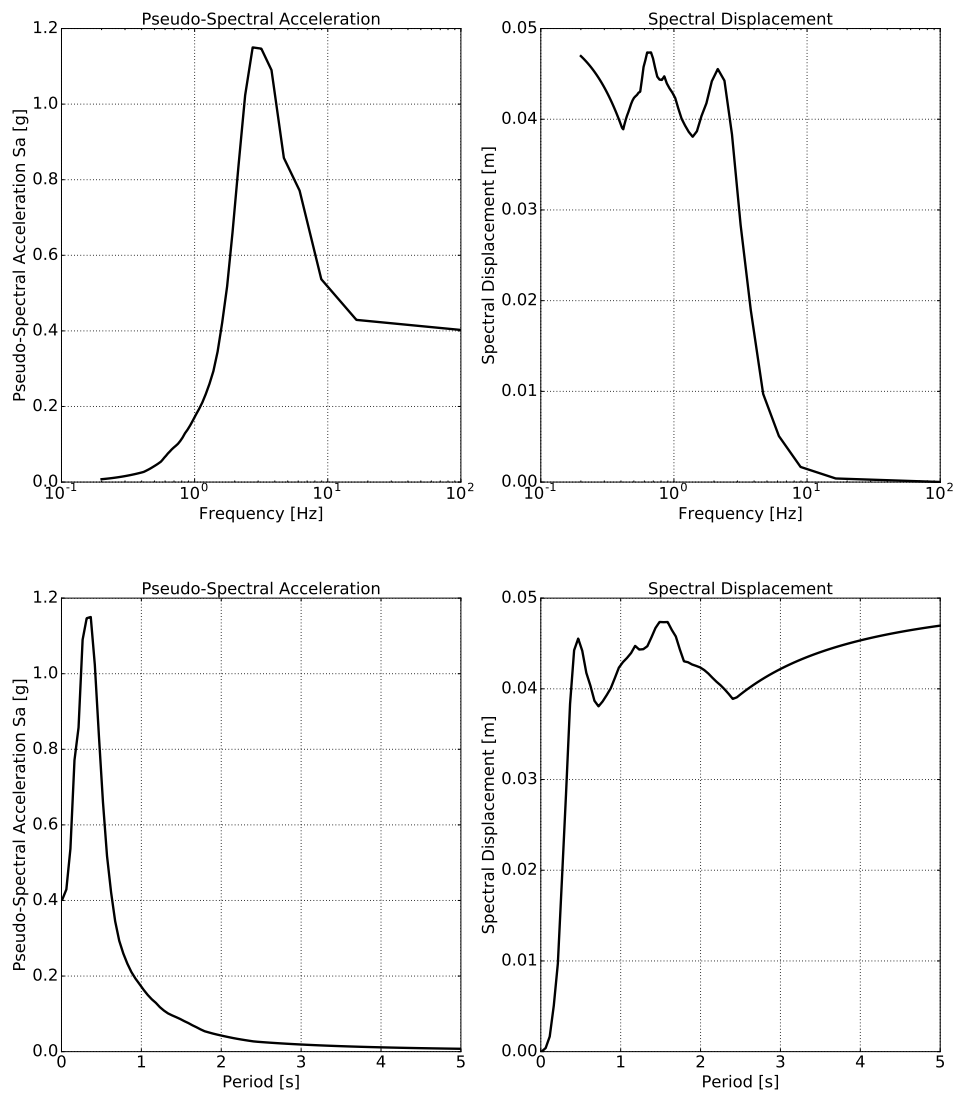 Pseudo-Spectral Acceleration
Pseudo-Spectral Acceleration Sa [g]
1.2
1.0
0.8
0.6
0.4
0.2
0.0
10^-1 10^0 10^1 10^2
Frequency [Hz]
Spectral Displacement
Spectral Displacement [m]
0.05
0.04
0.03
0.02
0.01
0.00
10^-1 10^0 10^1 10^2
Frequency [Hz]
Pseudo-Spectral Acceleration
Pseudo-Spectral Acceleration Sa [g]
1.2
1.0
0.8
0.6
0.4
0.2
0.0
0 1 2 3 4 5
Period [s]
Spectral Displacement
Spectral Displacement [m]
0.05
0.04
0.03
0.02
0.01
0.00
0 1 2 3 4 5
Period [s]